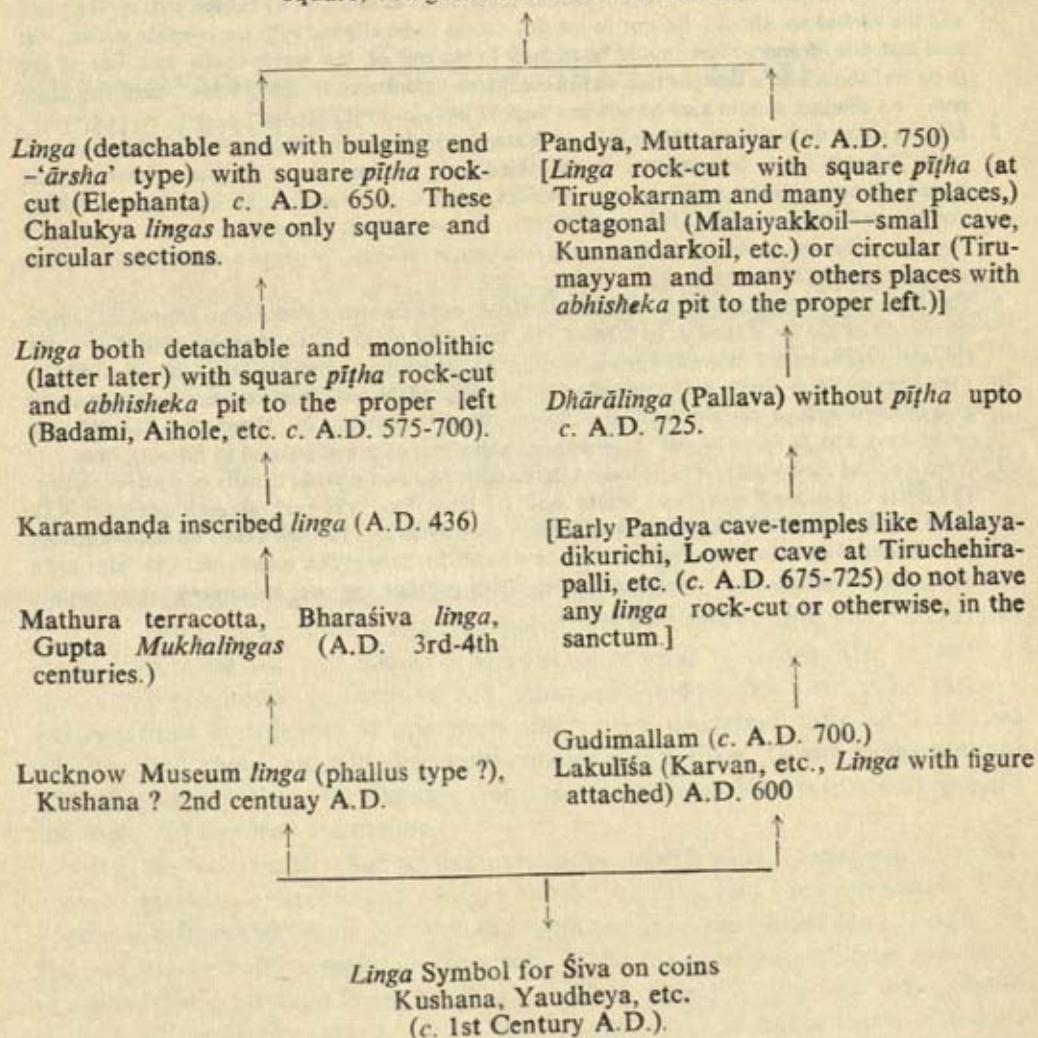 Linga (detachable and with bulging end
–‘ārsha’ type) with square pīṭha rock-
cut (Elephanta) c. A.D. 650. These
Chalukya lingas have only square and
circular sections.
Pandya, Muttaraiyar (c. A.D. 750)
[Linga rock-cut with square pīṭha (at
Tirugokarnam and many other places,)
octagonal (Malaiyakkoil—small cave,
Kunnandarkoil, etc.) or circular (Tiru-
mayyam and many others places with
abhisheka pit to the proper left.)]
Linga both detachable and monolithic
(latter later) with square pīṭha rock-cut
and abhisheka pit to the proper left
(Badami, Aihole, etc. c. A.D. 575-700).
Dhārālinga (Pallava) without pīṭha upto
c. A.D. 725.
Karamdanḍa inscribed linga (A.D. 436)
[Early Pandya cave-temples like Malaya-
dikurichi, Lower cave at Tiruchehira-
palli, etc. (c. A.D. 675-725) do not have
any linga rock-cut or otherwise, in the
sanctum.]
Mathura terracotta, Bharaśiva linga,
Gupta Mukhalingas (A.D. 3rd-4th
centuries.)
Lucknow Museum linga (phallus type ?),
Kushana ? 2nd centuay A.D.
Gudimallam (c. A.D. 700.)
Lakulīśa (Karvan, etc., Linga with figure
attached) A.D. 600
Linga Symbol for Śiva on coins
Kushana, Yaudheya, etc.
(c. 1st Century A.D.).